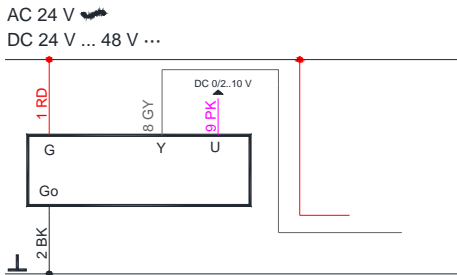 AC 24 V
DC 24 V ... 48 V ⋯
DC 0/2..10 V
1 RD
8 GY
9 PK
G
Y
U
Go
2 BK